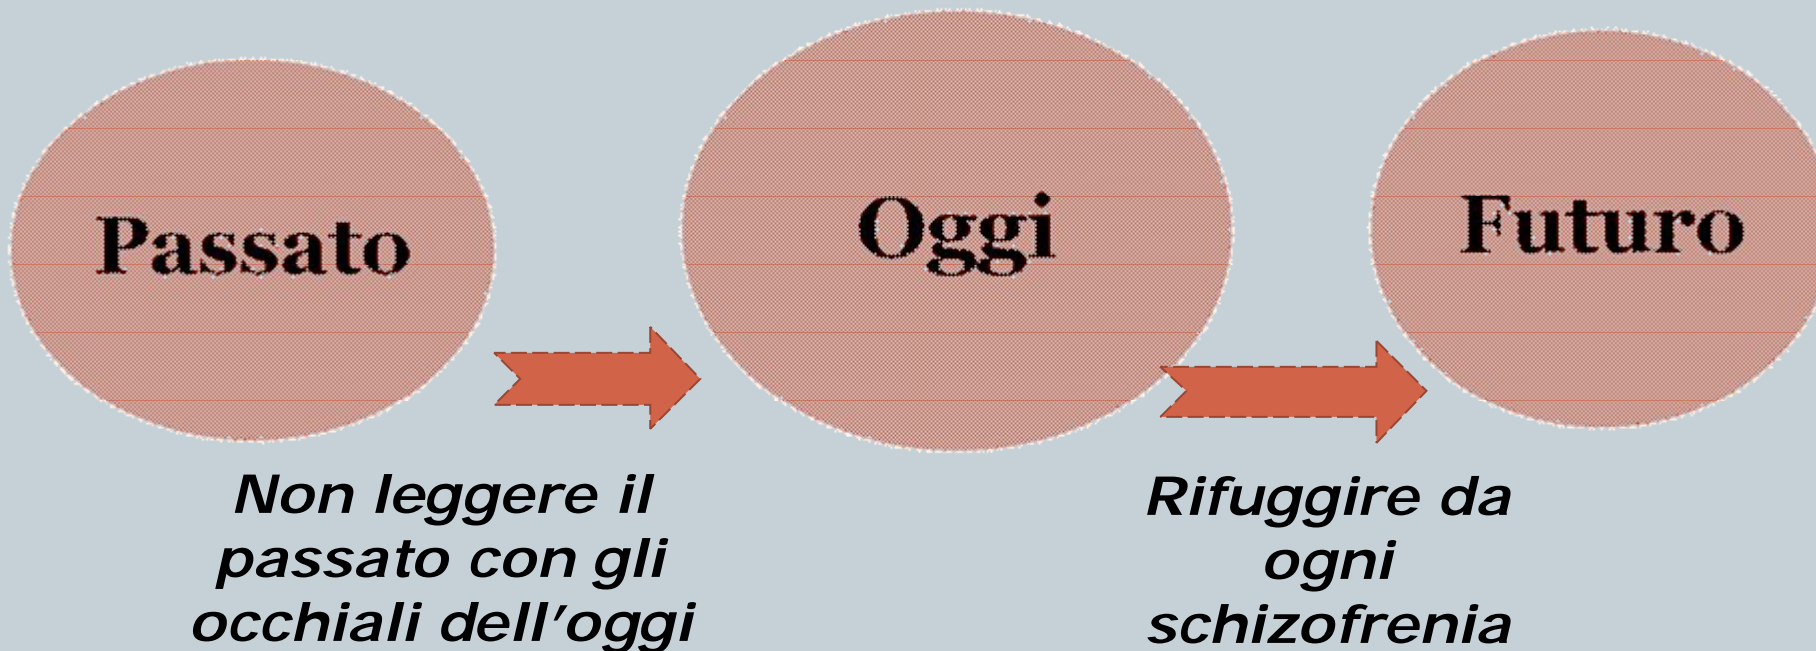 Passato
Oggi
Futuro
Non leggere il
passato con gli
occhiali dell'oggi
Rifuggire da
ogni
schizofrenia